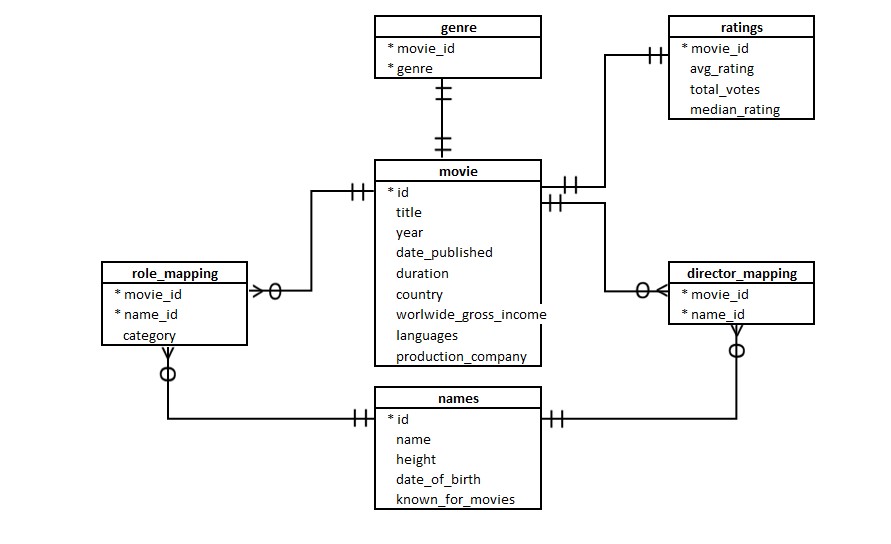 genre
* movie_id
* genre
ratings
* movie_id
avg_rating
total_votes
median_rating
movie
* id
title
year
date_published
duration
country
worlwide_gross_income
languages
production_company
role_mapping
* movie_id
* name_id
category
director_mapping
* movie_id
* name_id
names
* id
name
height
date_of_birth
known_for_movies